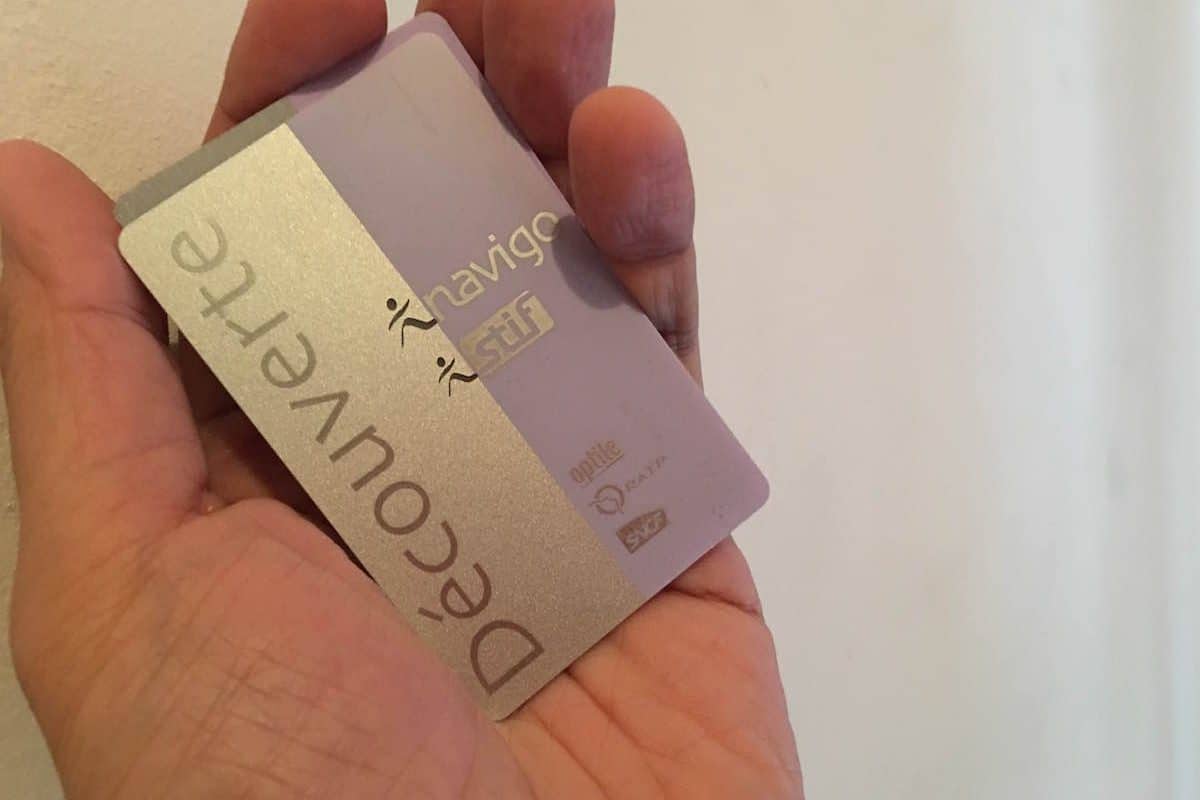 Découverte
navigo
stif
optile
RATP
SNCF